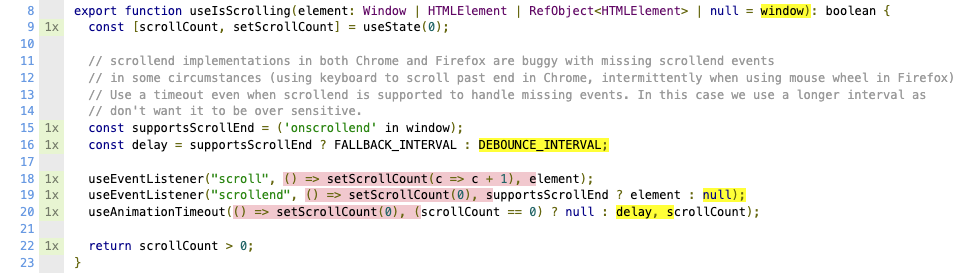 8 export function useIsScrolling(element: Window | HTMLElement | RefObject<HTMLElement> | null = window): boolean {
9 1x const [scrollCount, setScrollCount] = useState(0);
10
11 // scrollend implementations in both Chrome and Firefox are buggy with missing scrollend events
12 // in some circumstances (using keyboard to scroll past end in Chrome, intermittently when using mouse wheel in Firefox)
13 // Use a timeout even when scrollend is supported to handle missing events. In this case we use a longer interval as
14 // don't want it to be over sensitive.
15 1x const supportsScrollEnd = ('onscrollend' in window);
16 1x const delay = supportsScrollEnd ? FALLBACK_INTERVAL : DEBOUNCE_INTERVAL;
17
18 1x useEventListener("scroll", () => setScrollCount(c => c + 1), element);
19 1x useEventListener("scrollend", () => setScrollCount(0), supportsScrollEnd ? element : null);
20 1x useAnimationTimeout(() => setScrollCount(0), (scrollCount == 0) ? null : delay, scrollCount);
21
22 1x return scrollCount > 0;
23 }